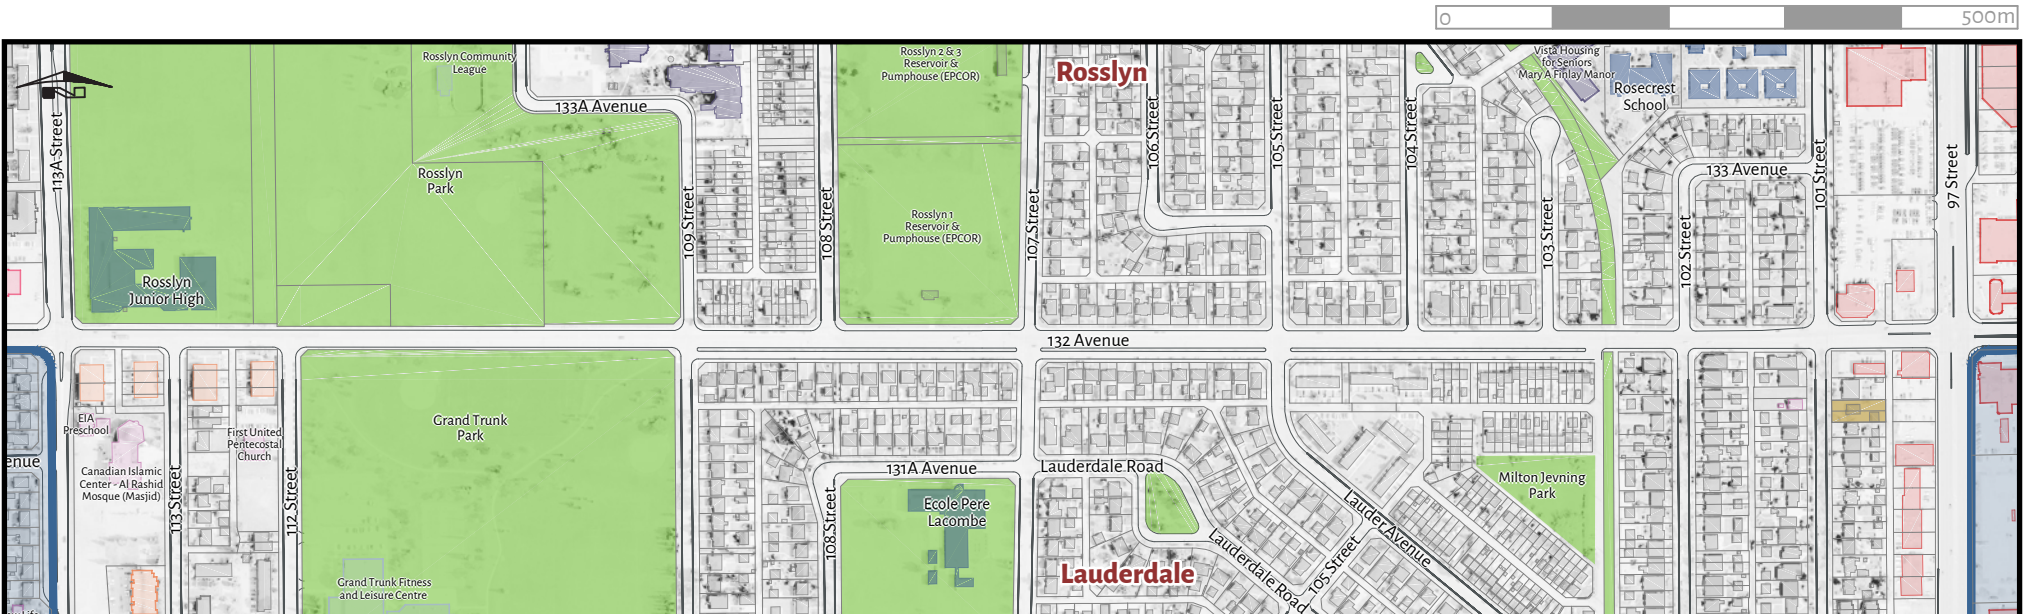 0
500m
Rosslyn Community
League
133A Avenue
Rosslyn 2 & 3
Reservoir &
Pumphouse (EPCOR)
Rosslyn
Vista Housing
for Seniors
Mary A Finlay Manor
Rosecrest
School
113A Street
Rosslyn
Park
109 Street
108 Street
Rosslyn 1
Reservoir &
Pumphouse (EPCOR)
107 Street
106 Street
105 Street
104 Street
103 Street
102 Street
133 Avenue
101 Street
97 Street
Rosslyn
Junior High
132 Avenue
EIA
Preschool
enue
Canadian Islamic
Center - Al Rashid
Mosque (Masjid)
113 Street
First United
Pentecostal
Church
112 Street
Grand Trunk
Park
131A Avenue
108 Street
Ecole Pere
Lacombe
Lauderdale Road
Lauderdale Road
105 Street
Lauder Avenue
Milton Jevning
Park
Grand Trunk Fitness
and Leisure Centre
Lauderdale